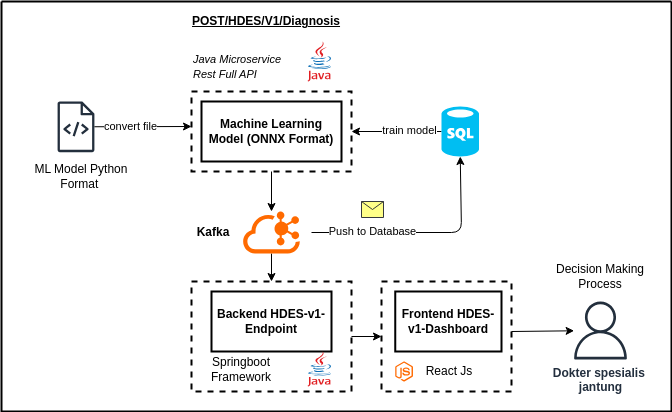 POST/HDES/V1/Diagnosis
Java Microservice
Rest Full API
Java
convert file
Machine Learning
Model (ONNX Format)
train model
SQL
ML Model Python
Format
Kafka
Push to Database
Decision Making
Process
Backend HDES-v1-
Endpoint
Frontend HDES-
v1-Dashboard
Springboot
Framework
Java
JS
React Js
Dokter spesialis
jantung